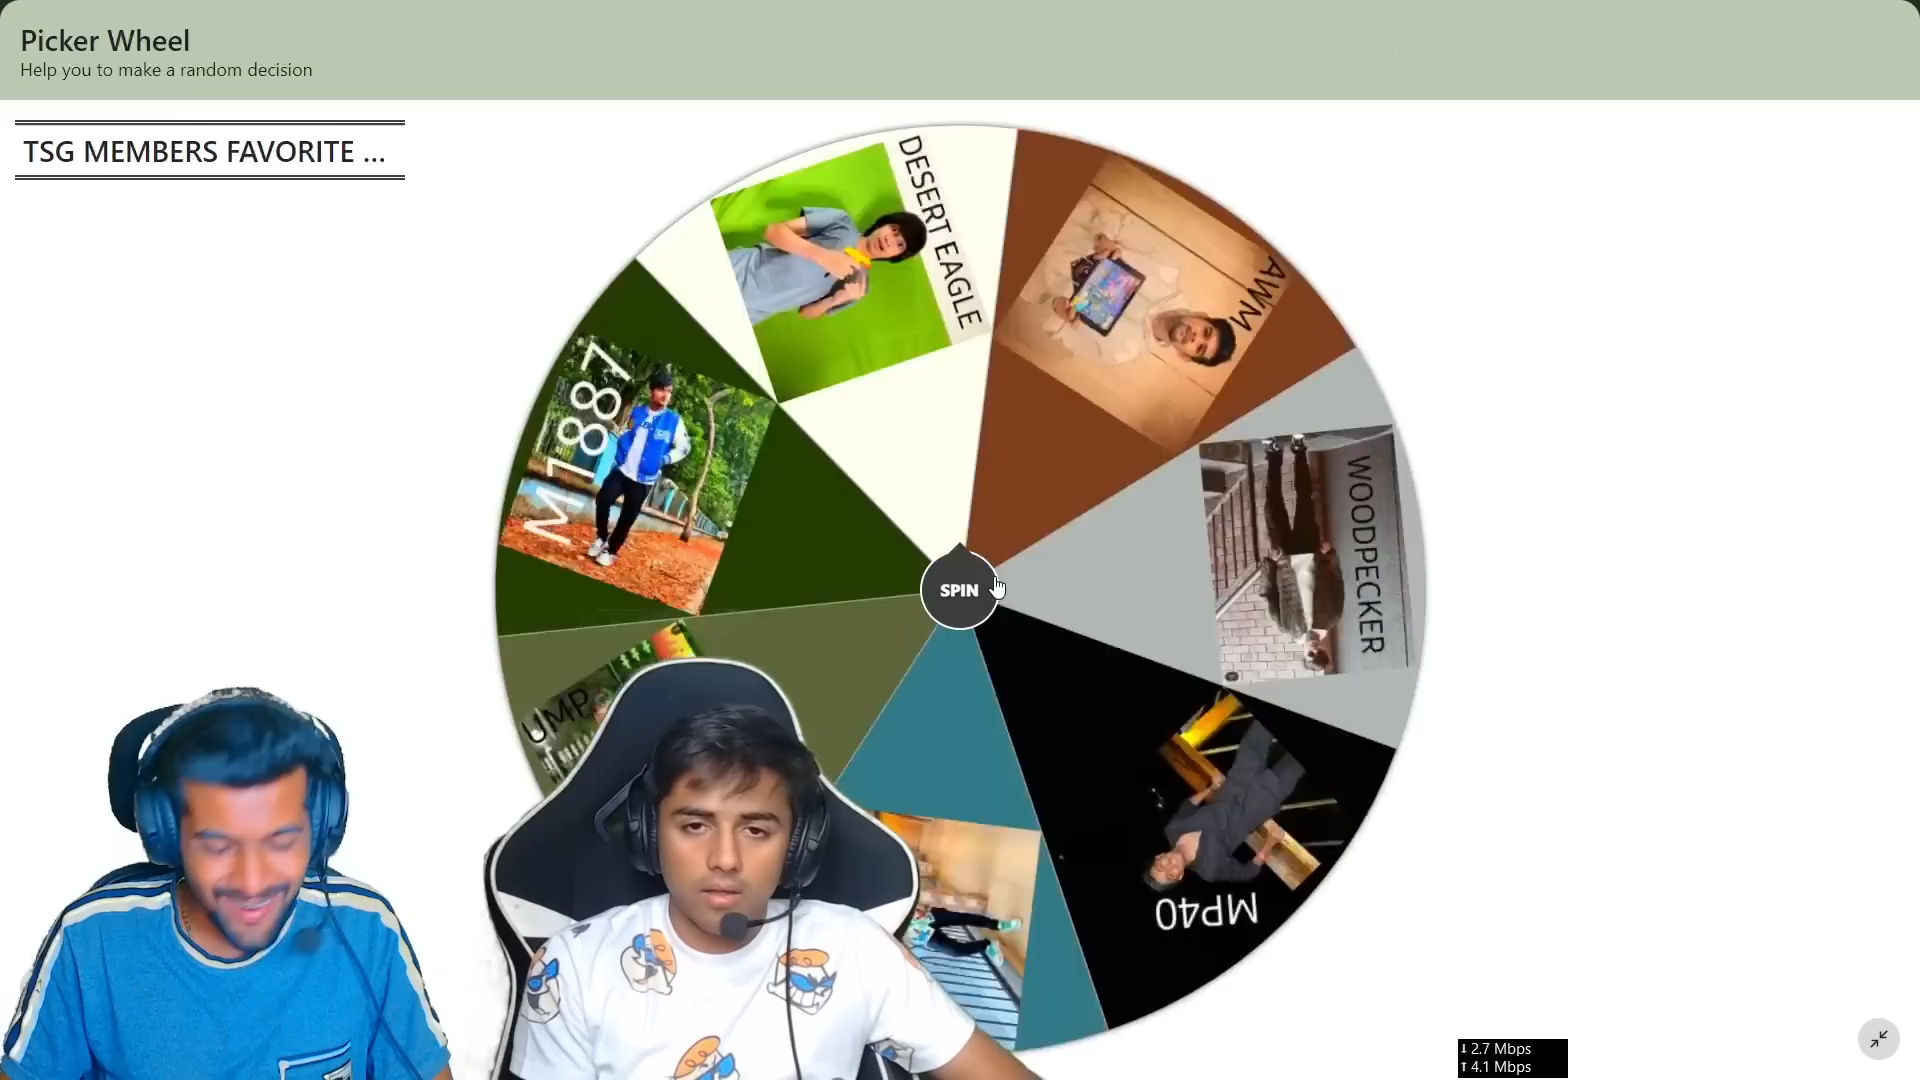 Picker Wheel
Help you to make a random decision
TSG MEMBERS FAVORITE ...
DESERT EAGLE
AWM
M1887
WOODPECKER
SPIN
UMP
MP40
↓ 2.7 Mbps
↑ 4.1 Mbps